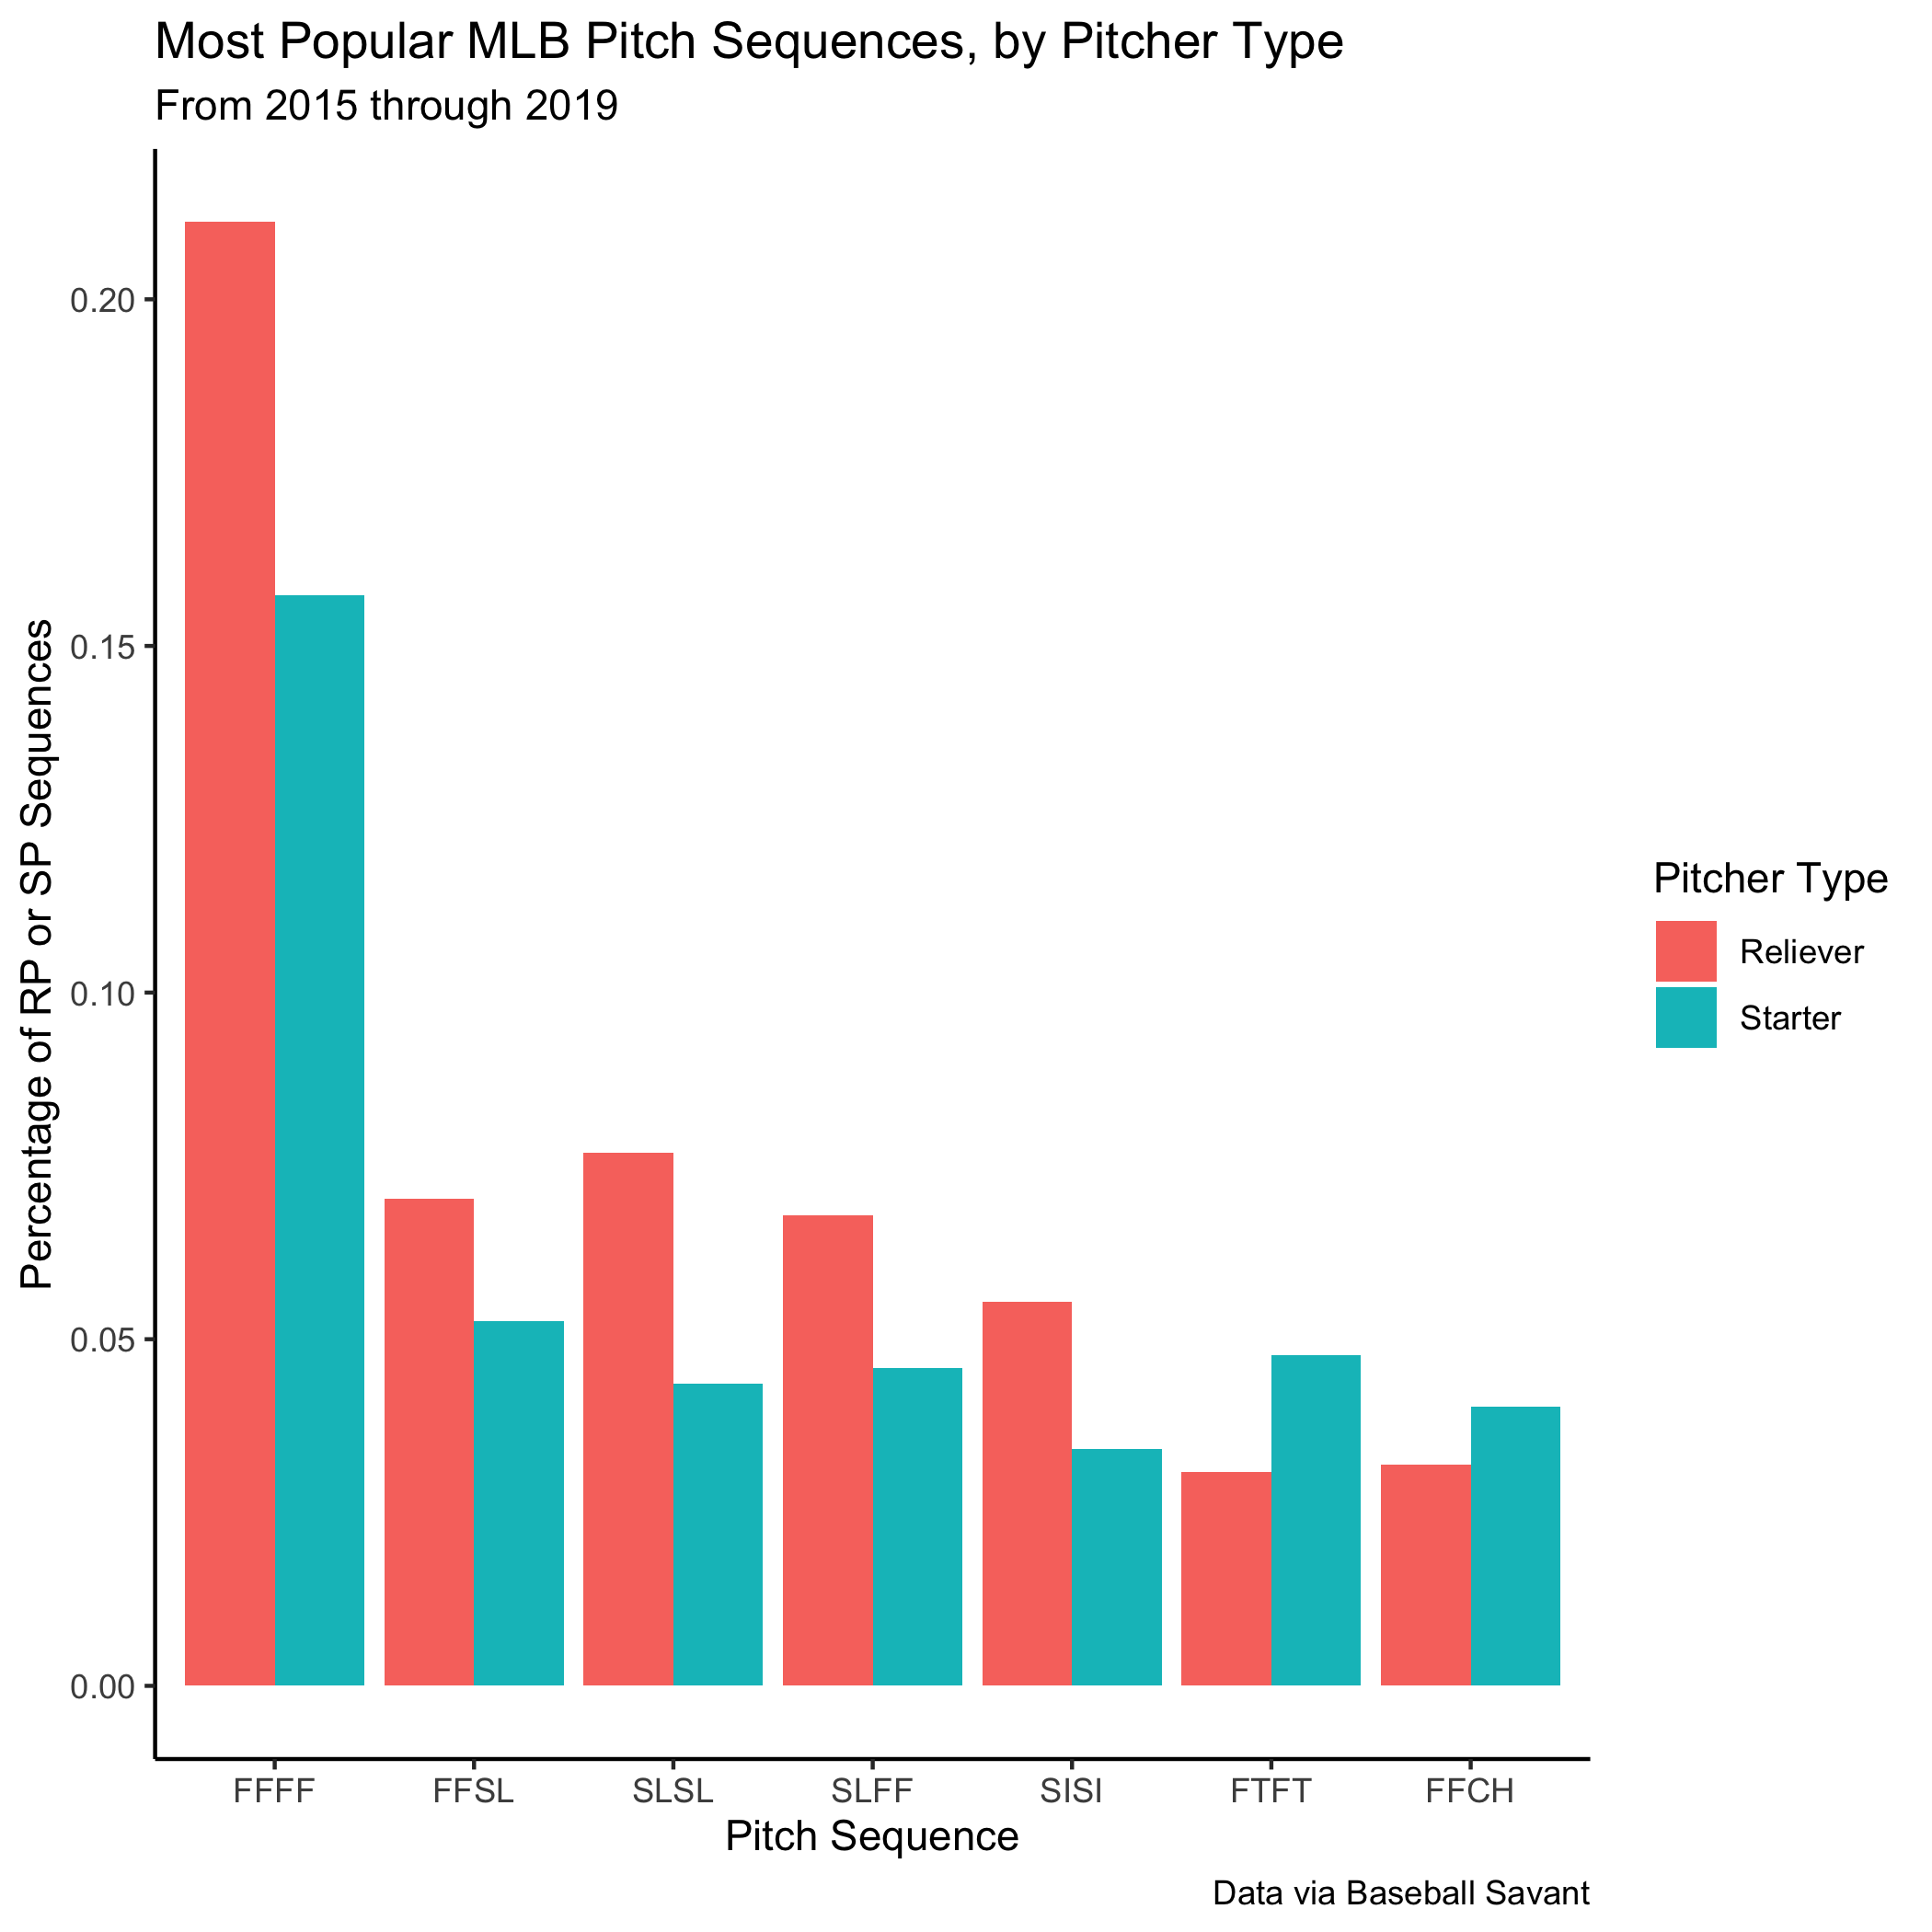 Most Popular MLB Pitch Sequences, by Pitcher Type
From 2015 through 2019
Percentage of RP or SP Sequences
0.20
0.15
0.10
0.05
0.00
FFFF FFSL SLSL SLFF SISI FTFT FFCH
Pitch Sequence
Pitcher Type
Reliever
Starter
Data via Baseball Savant